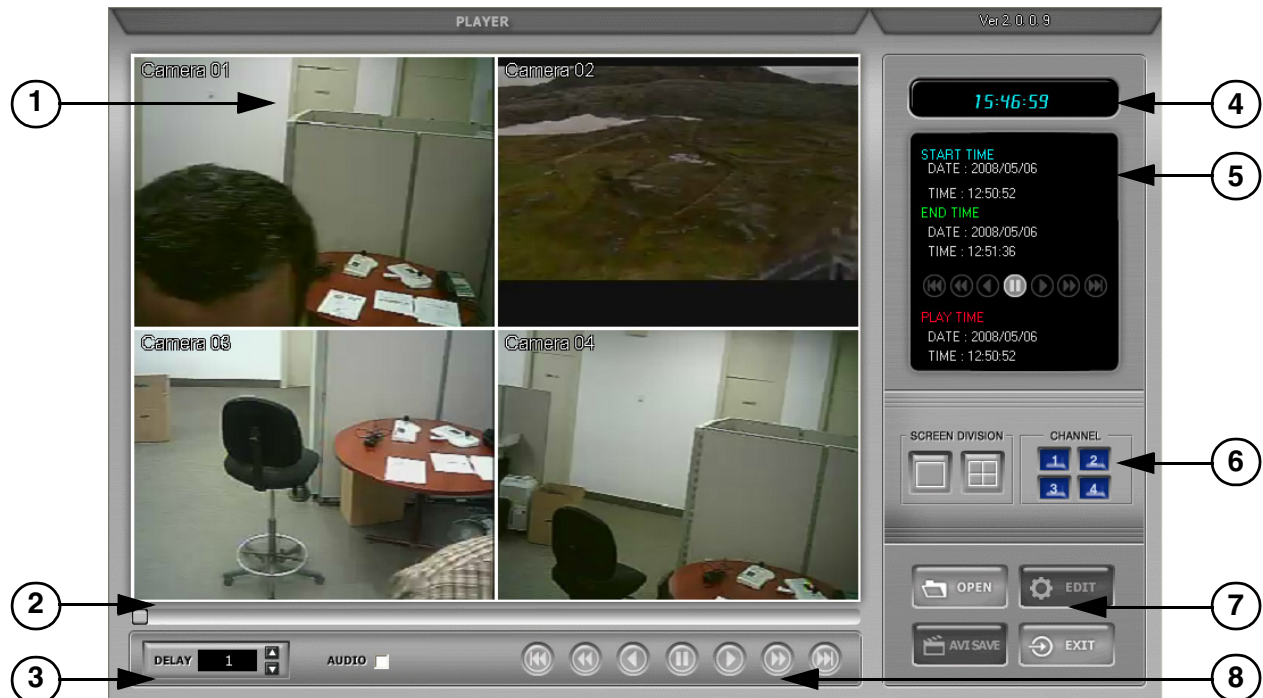 PLAYER
Ver 2. 0. 0. 9
Camera 01
Camera 02
1
15:46:59
4
START TIME
DATE : 2008/05/06
TIME : 12:50:52
5
END TIME
DATE : 2008/05/06
TIME : 12:51:36
PLAY TIME
DATE : 2008/05/06
TIME : 12:50:52
Camera 03
Camera 04
SCREEN DIVISION
CHANNEL
1 2
3 4
6
2
OPEN
EDIT
7
AVI SAVE
EXIT
3
DELAY 1
AUDIO
8